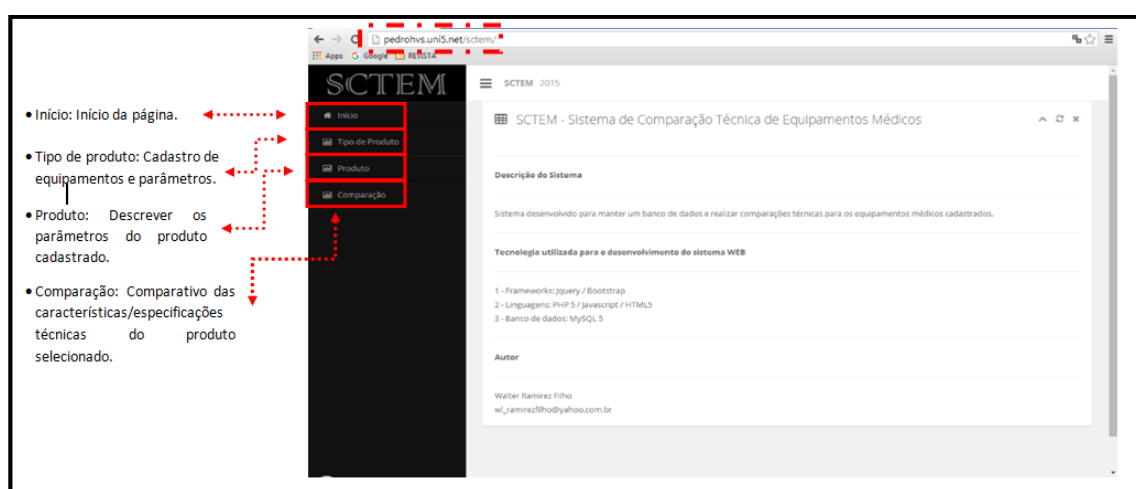 pedrohvs.uni5.net/sctem/
Apps Google REVISTA
SCTEM
SCTEM 2015
• Início: Início da página.
• Tipo de produto: Cadastro de
equipamentos e parâmetros.
• Produto: Descrever os
parâmetros do produto
cadastrado.
• Comparação: Comparativo das
características/especificações
técnicas do produto
selecionado.
Início
Tipo de Produto
Produto
Comparação
SCTEM - Sistema de Comparação Técnica de Equipamentos Médicos
Descrição do Sistema
Sistema desenvolvido para manter um banco de dados e realizar comparações técnicas para os equipamentos médicos cadastrados.
Tecnologia utilizada para o desenvolvimento do sistema WEB
1 - Frameworks: Jquery / Bootstrap
2 - Linguagens: PHP 5 / Javascript / HTML5
3 - Banco de dados: MySQL 5
Autor
Walter Ramirez Filho
wl_ramirezfilho@yahoo.com.br